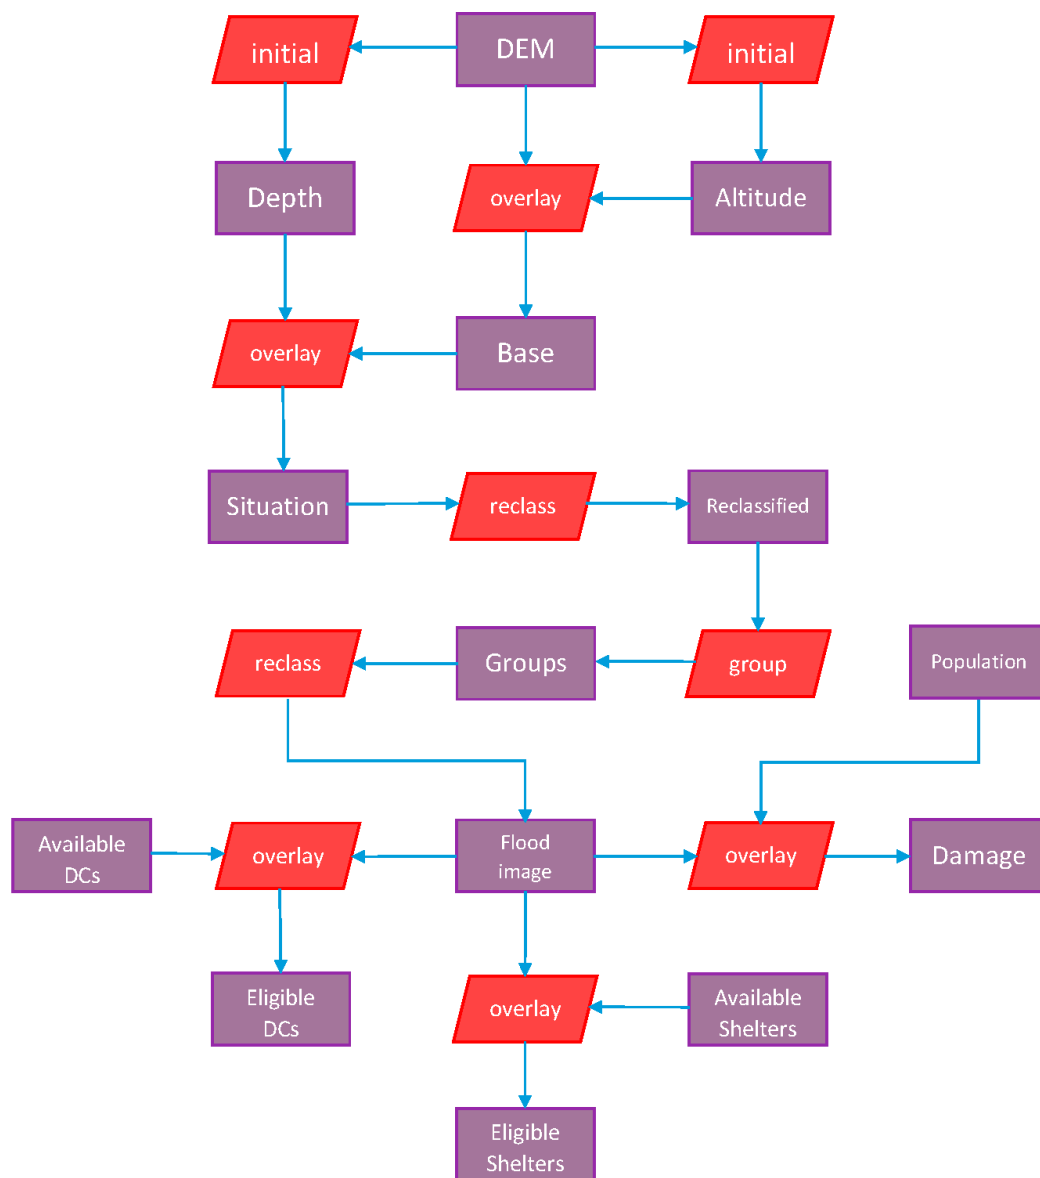 initial
DEM
initial
Depth
overlay
Altitude
overlay
Base
Situation
reclass
Reclassified
reclass
Groups
group
Population
Available
DCs
overlay
Flood
image
overlay
Damage
Eligible
DCs
overlay
Available
Shelters
Eligible
Shelters